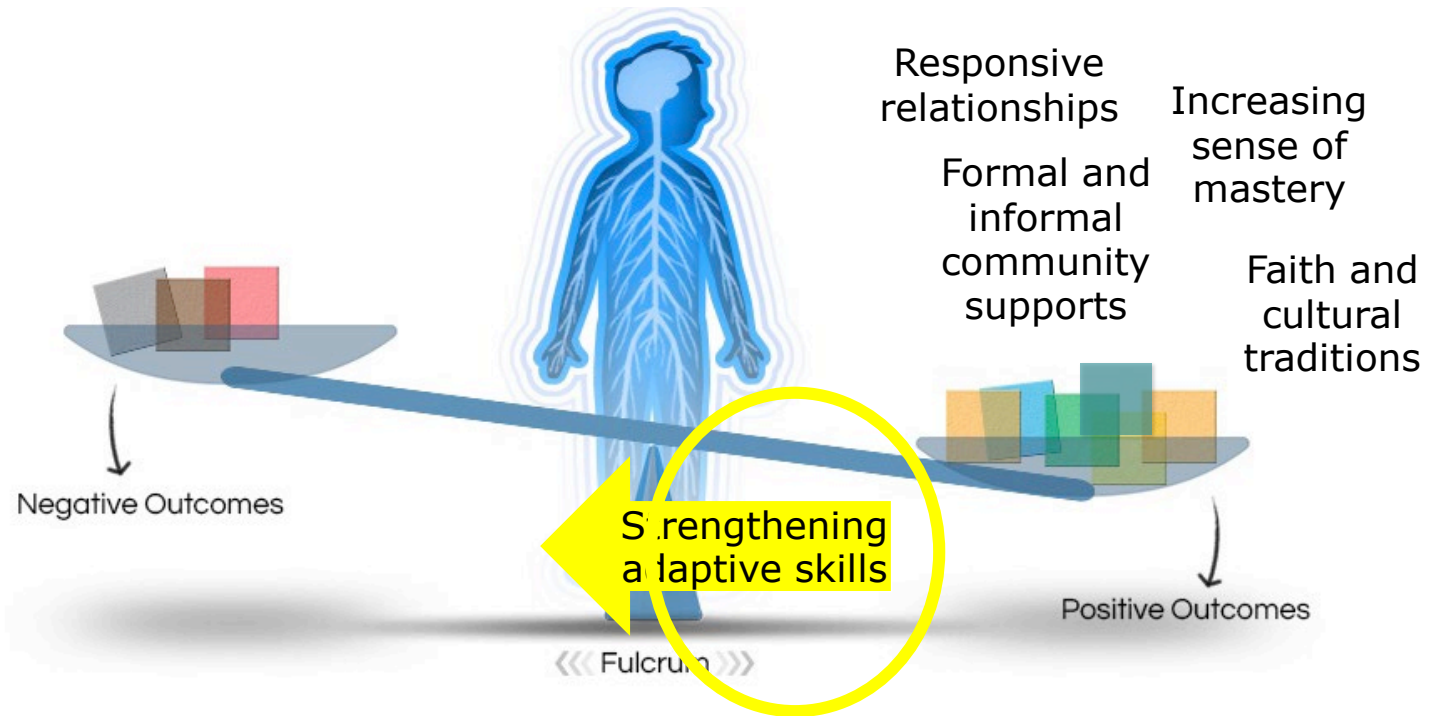 Responsive
relationships
Increasing
sense of
mastery
Formal and
informal
community
supports
Faith and
cultural
traditions
Negative Outcomes
Strengthening
adaptive skills
Positive Outcomes
Fulcrum